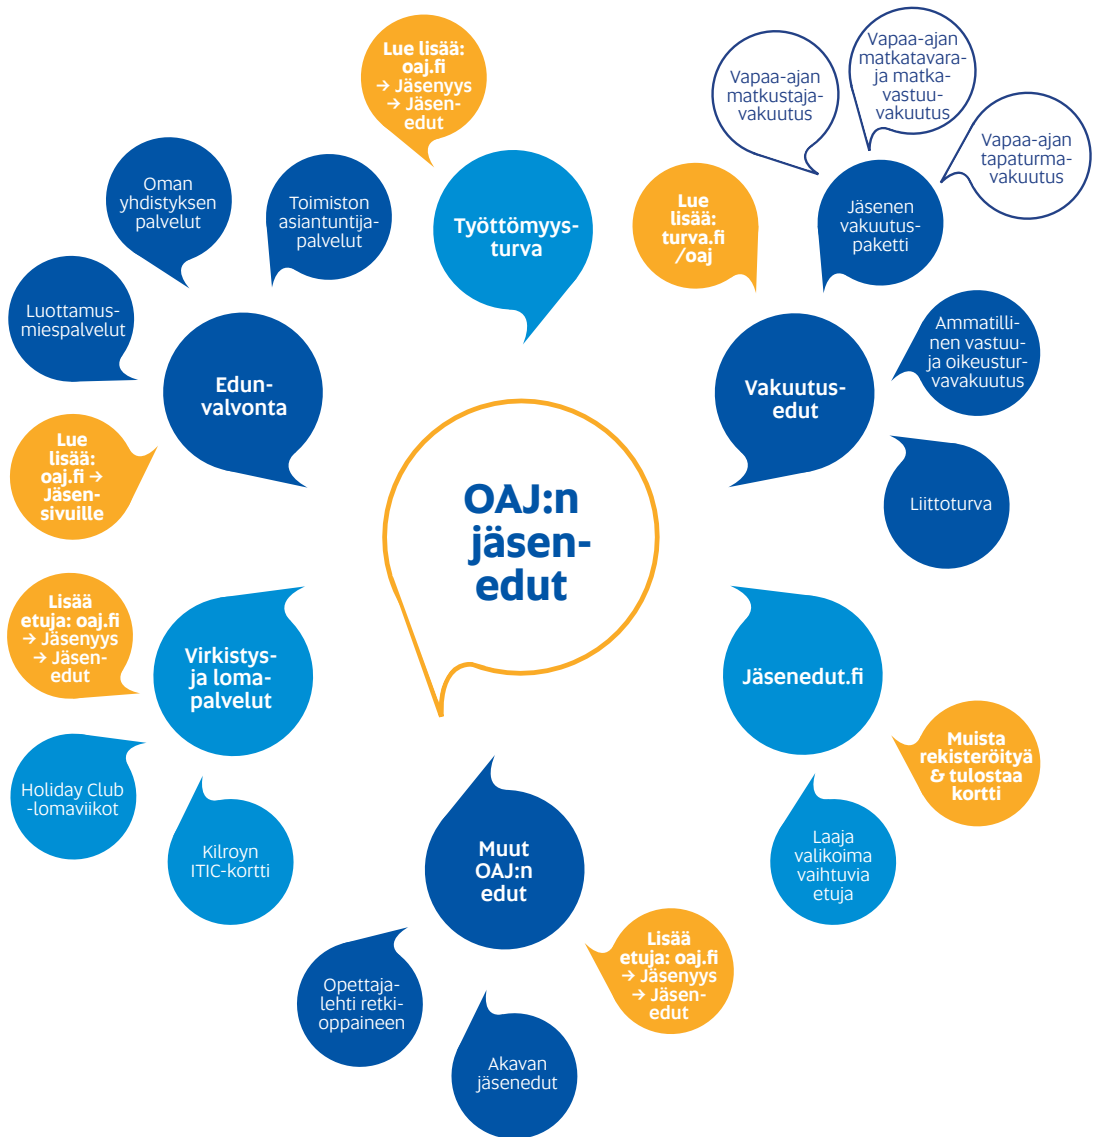 Lue lisää:
oaj.fi
→ Jäsenyys
→ Jäsen-
edut
Työttömyys-
turva
Vapaa-ajan
matkustaja-
vakuutus
Vapaa-ajan
matkatavara-
ja matka-
vastuu-
vakuutus
Vapaa-ajan
tapaturma-
vakuutus
Jäsenen
vakuutus-
paketti
Lue
lisää:
turva.fi
/oaj
Vakuutus-
edut
Ammatilli-
nen vastuu-
ja oikeustur-
vavakuutus
Liittoturva
Oman
yhdistyksen
palvelut
Toimiston
asiantuntija-
palvelut
Luottamus-
miespalvelut
Edun-
valvonta
Lue
lisää:
oaj.fi →
Jäsen-
sivuille
OAJ:n
jäsen-
edut
Lisää
etuja: oaj.fi
→ Jäsenyys
→ Jäsen-
edut
Virkistys-
ja loma-
palvelut
Holiday Club
-lomaviikot
Kilroyn
ITIC-kortti
Jäsenedut.fi
Muista
rekisteröityä
& tulostaa
kortti
Laaja
valikoima
vaihtuvia
etuja
Muut
OAJ:n
edut
Lisää
etuja: oaj.fi
→ Jäsenyys
→ Jäsen-
edut
Opettaja-
lehti retki-
oppaineen
Akavan
jäsenedut